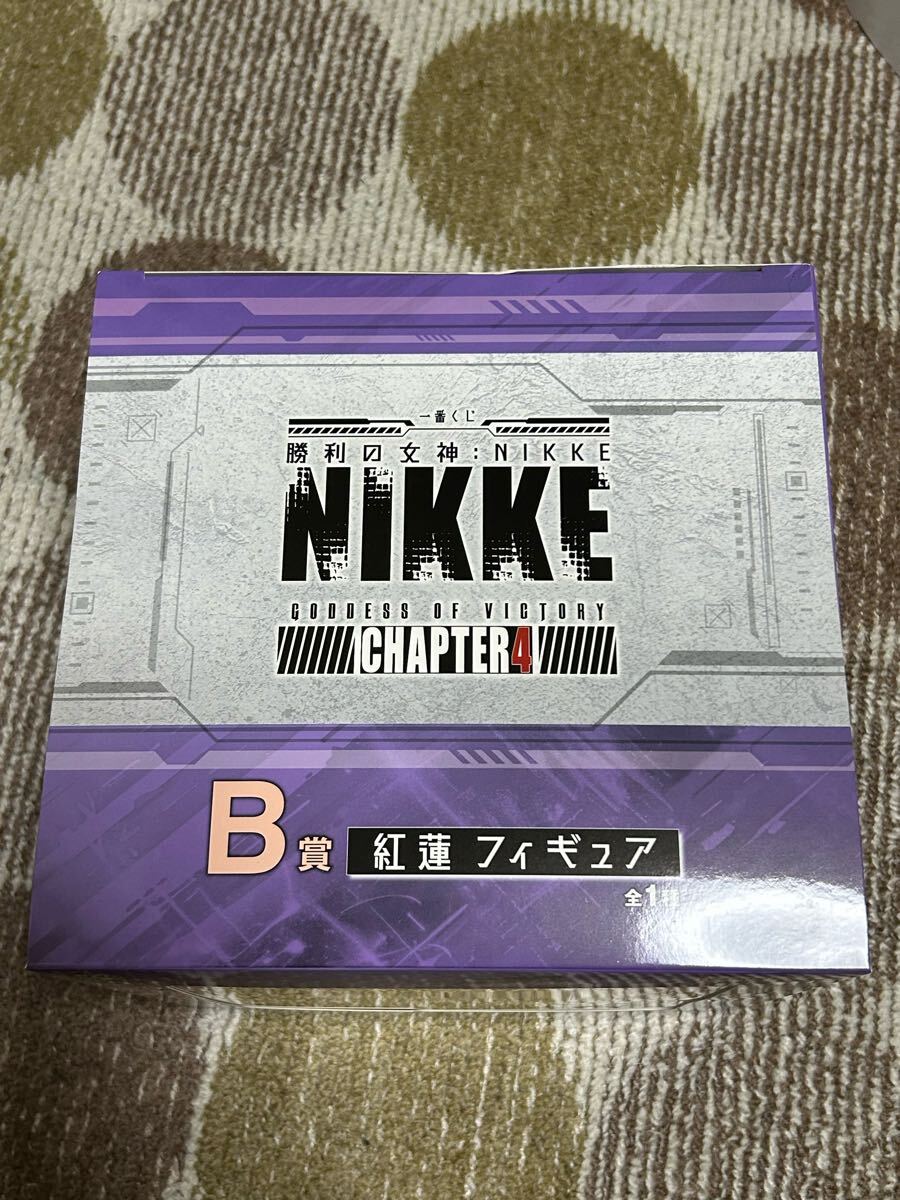 一番くじ
勝利の女神:NIKKE
NIKKE
GODDESS OF VICTORY
CHAPTER4
B賞 紅蓮 フィギュア
全1種